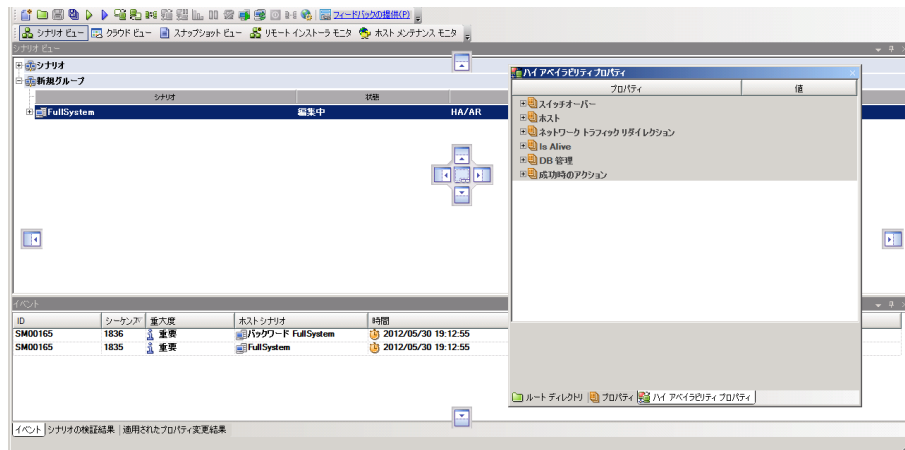 フィードバックの提供(P)
シナリオ ビュー クラウド ビュー スナップショット ビュー リモート インストーラ モニタ ホスト メンテナンス モニタ
シナリオ ビュー
シナリオ
新規グループ
シナリオ 状態
FullSystem 編集中 HA/AR
ハイ アベイラビリティ プロパティ
プロパティ 値
スイッチオーバー
ホスト
ネットワーク トラフィック リダイレクション
Is Alive
DB 管理
成功時のアクション
ルート ディレクトリ プロパティ ハイ アベイラビリティ プロパティ
イベント
ID シーケンス 重大度 ホスト シナリオ 時間
SM00165 1836 重要 バックワード FullSystem 2012/05/30 19:12:55
SM00165 1835 重要 FullSystem 2012/05/30 19:12:55
イベント シナリオの検証結果 適用されたプロパティ変更結果